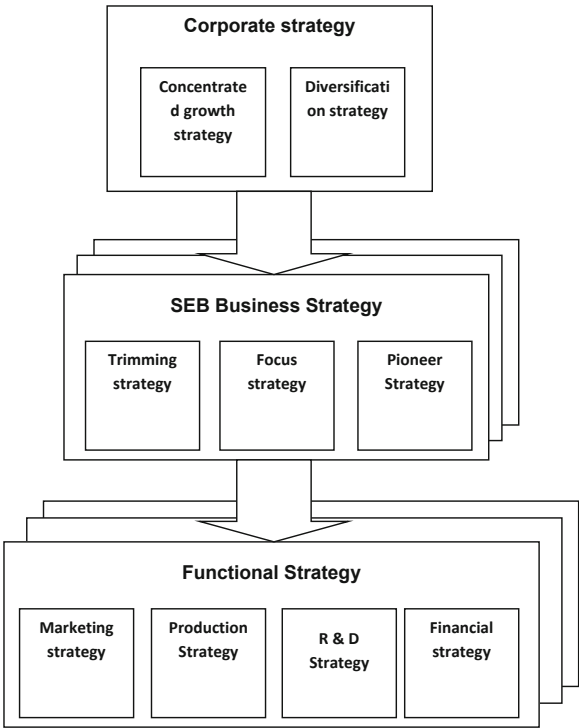 Corporate strategy
Concentrate
d growth
strategy
Diversificati
on strategy
SEB Business Strategy
Trimming
strategy
Focus
strategy
Pioneer
Strategy
Functional Strategy
Marketing
strategy
Production
Strategy
R & D
Strategy
Financial
strategy